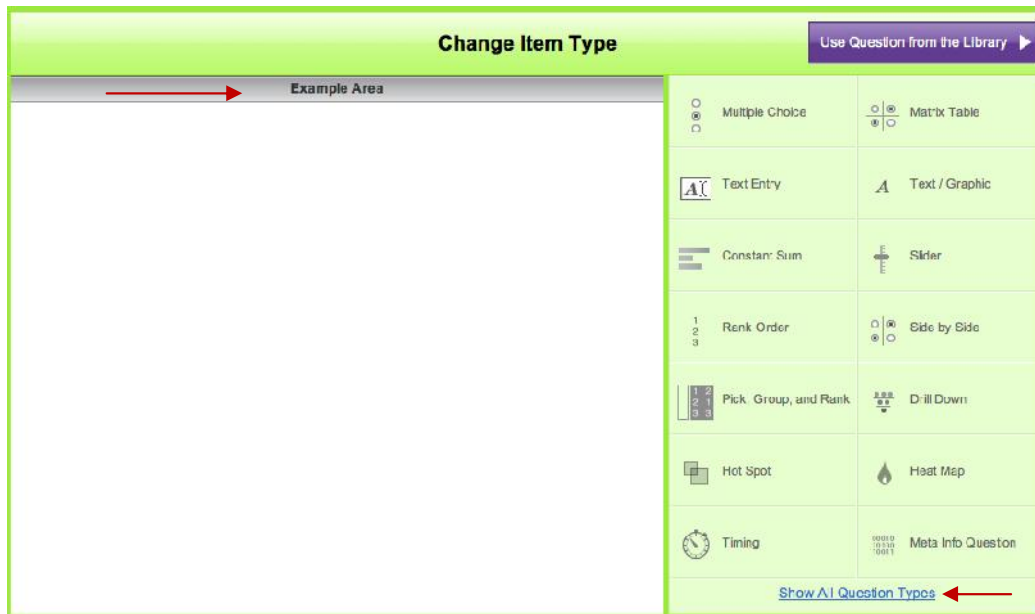 Change Item Type
Use Question from the Library
Example Area
Multiple Choice
Matrix Table
Text Entry
Text / Graphic
Constant Sum
Slider
Rank Order
Side by Side
Pick, Group, and Rank
Drill Down
Hot Spot
Heat Map
Timing
Meta Info Question
Show All Question Types